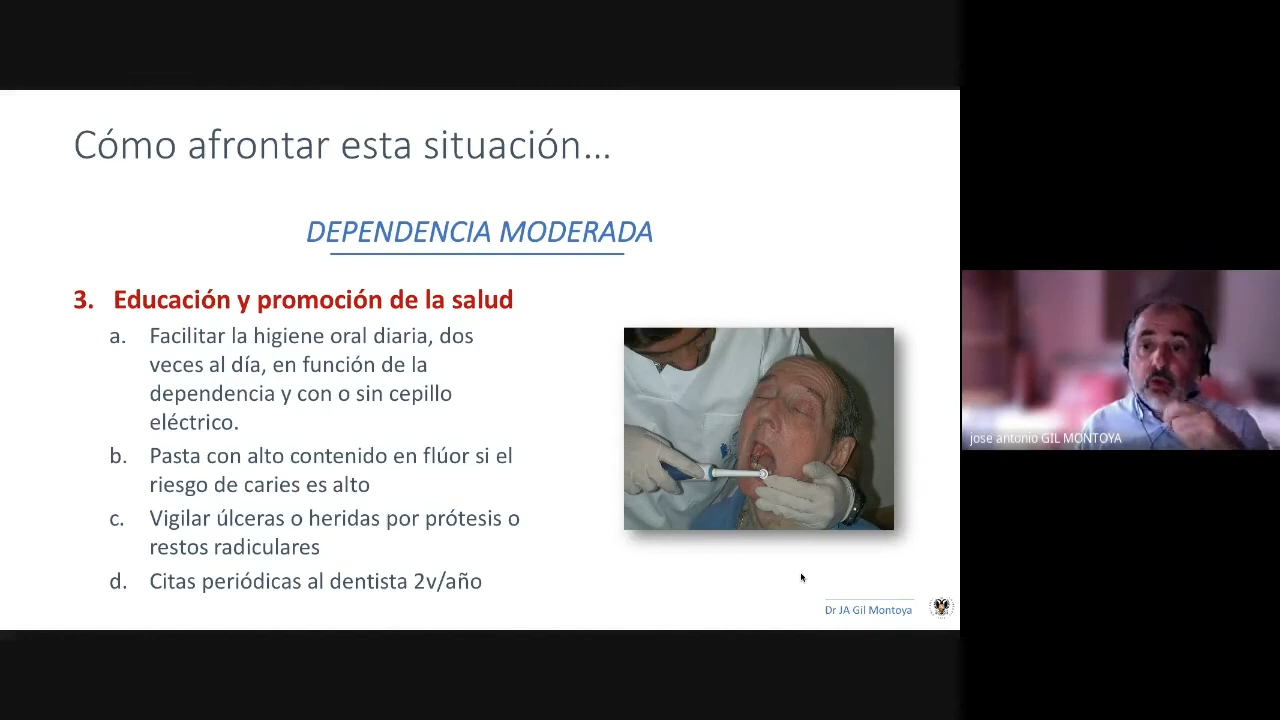 Cómo afrontar esta situación...
DEPENDENCIA MODERADA
3. Educación y promoción de la salud
a. Facilitar la higiene oral diaria, dos
veces al día, en función de la
dependencia y con o sin cepillo
eléctrico.
b. Pasta con alto contenido en flúor si el
riesgo de caries es alto
c. Vigilar úlceras o heridas por prótesis o
restos radiculares
d. Citas periódicas al dentista 2v/año
Dr JA Gil Montoya
jose antonio GIL MONTOYA